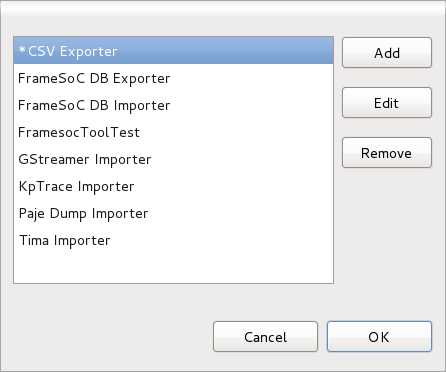 *CSV Exporter
FrameSoC DB Exporter
FrameSoC DB Importer
FramesocToolTest
GStreamer Importer
KpTrace Importer
Paje Dump Importer
Tima Importer
Add
Edit
Remove
Cancel
OK